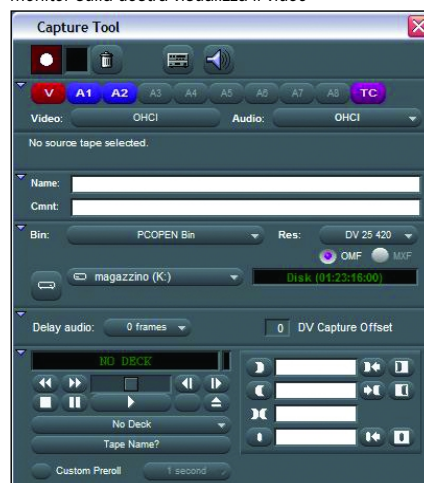 monitor sulla destra visualizza il video
Capture Tool
V A1 A2 A3 A4 A5 A6 A7 A8 TC
Video: OHCI Audio: OHCI
No source tape selected.
Name:
Cmnt:
Bin: PCOPEN Bin Res: DV 25 420
OMF MXF
magazzino (K:) Disk (01:23:16:00)
Delay audio: 0 frames 0 DV Capture Offset
NO DECK
No Deck
Tape Name?
Custom Preroll 1 second